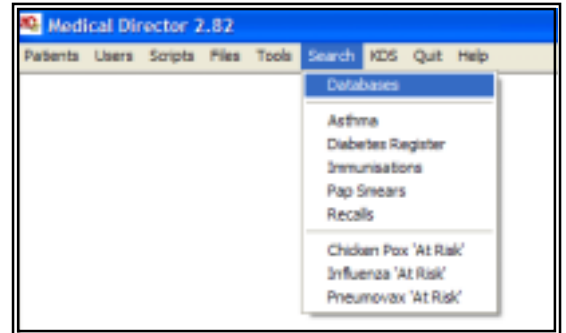 Medical Director 2.82
Patients Users Scripts Files Tools Search KDS Quit Help
Databases
Asthma
Diabetes Register
Immunisations
Pap Smears
Recalls
Chicken Pox 'At Risk'
Influenza 'At Risk'
Pneumovax 'At Risk'